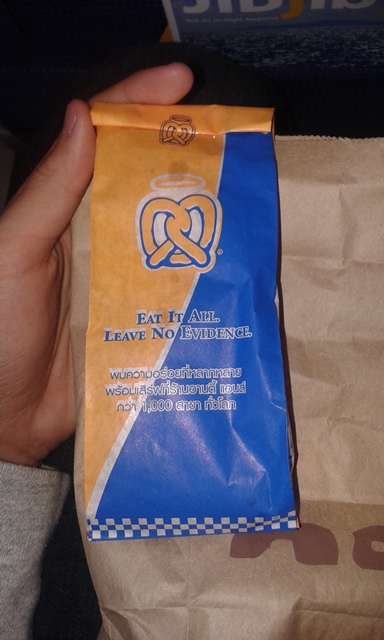 JibJib
EAT IT ALL.
LEAVE NO EVIDENCE.
พบความอร่อยที่หลากหลาย
พร้อมเสิร์ฟที่ร้านอานตี้ แอนส์
กว่า 1,000 สาขา ทั่วโลก